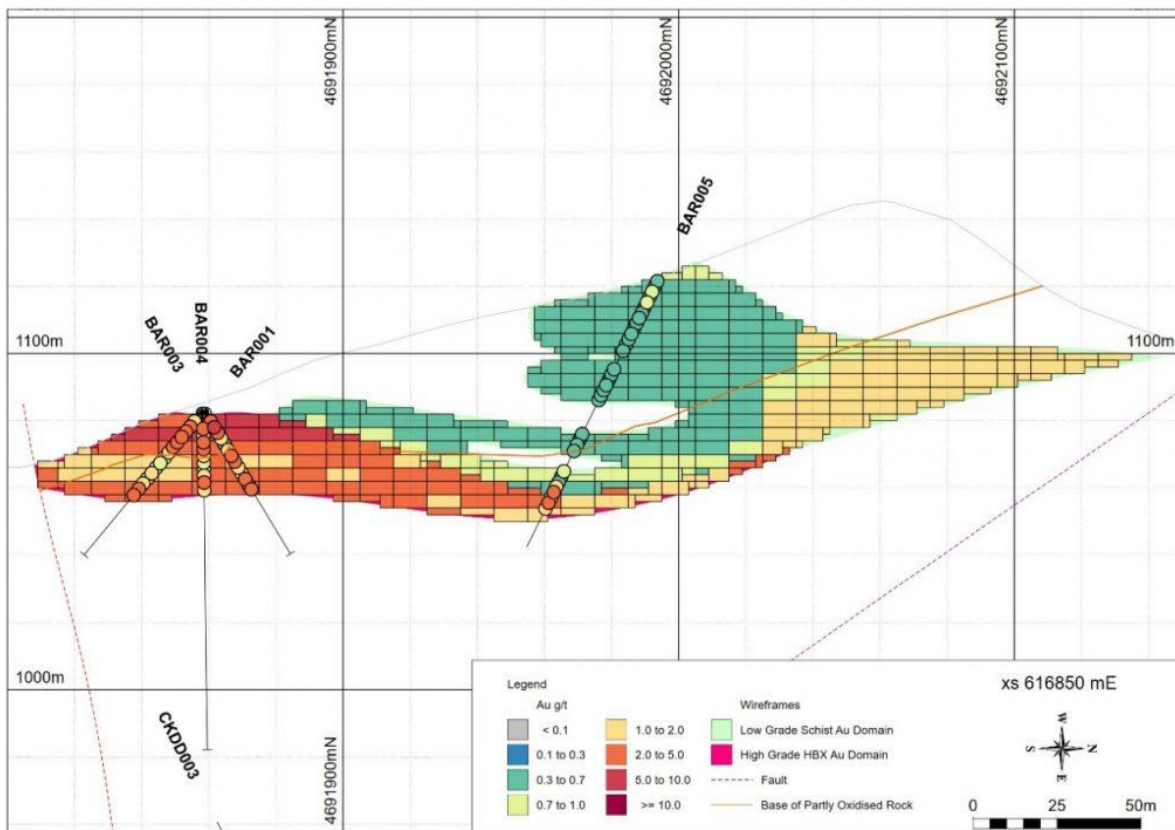 4691900mN
4692000mN
4692100mN
BAR005
BAR003
BAR004
BAR001
1100m
1100m
1000m
CKDD003
4691900mN
Legend
Au g/t
< 0.1
0.1 to 0.3
0.3 to 0.7
0.7 to 1.0
1.0 to 2.0
2.0 to 5.0
5.0 to 10.0
>= 10.0
Wireframes
Low Grade Schist Au Domain
High Grade HBX Au Domain
Fault
Base of Partly Oxidised Rock
xs 616850 mE
W
S N
E
0 25 50m